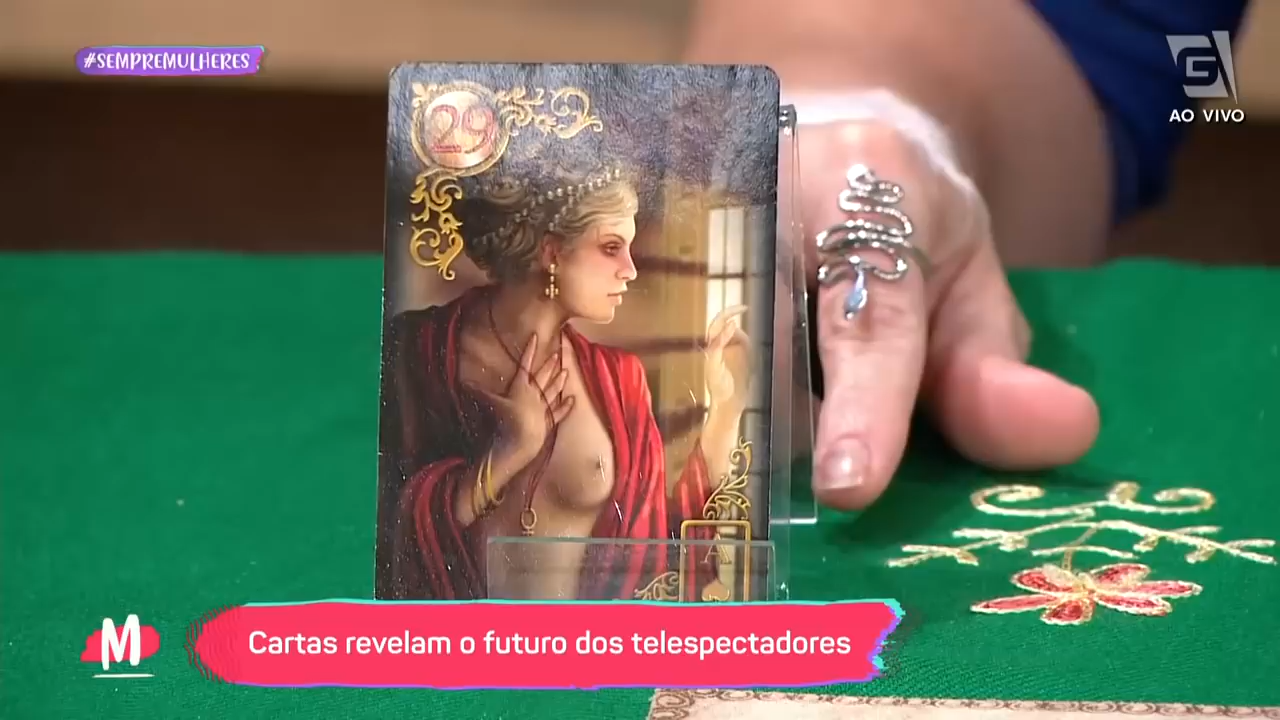 #SEMPREMULHERES
G
AO VIVO
29
A
M
Cartas revelam o futuro dos telespectadores